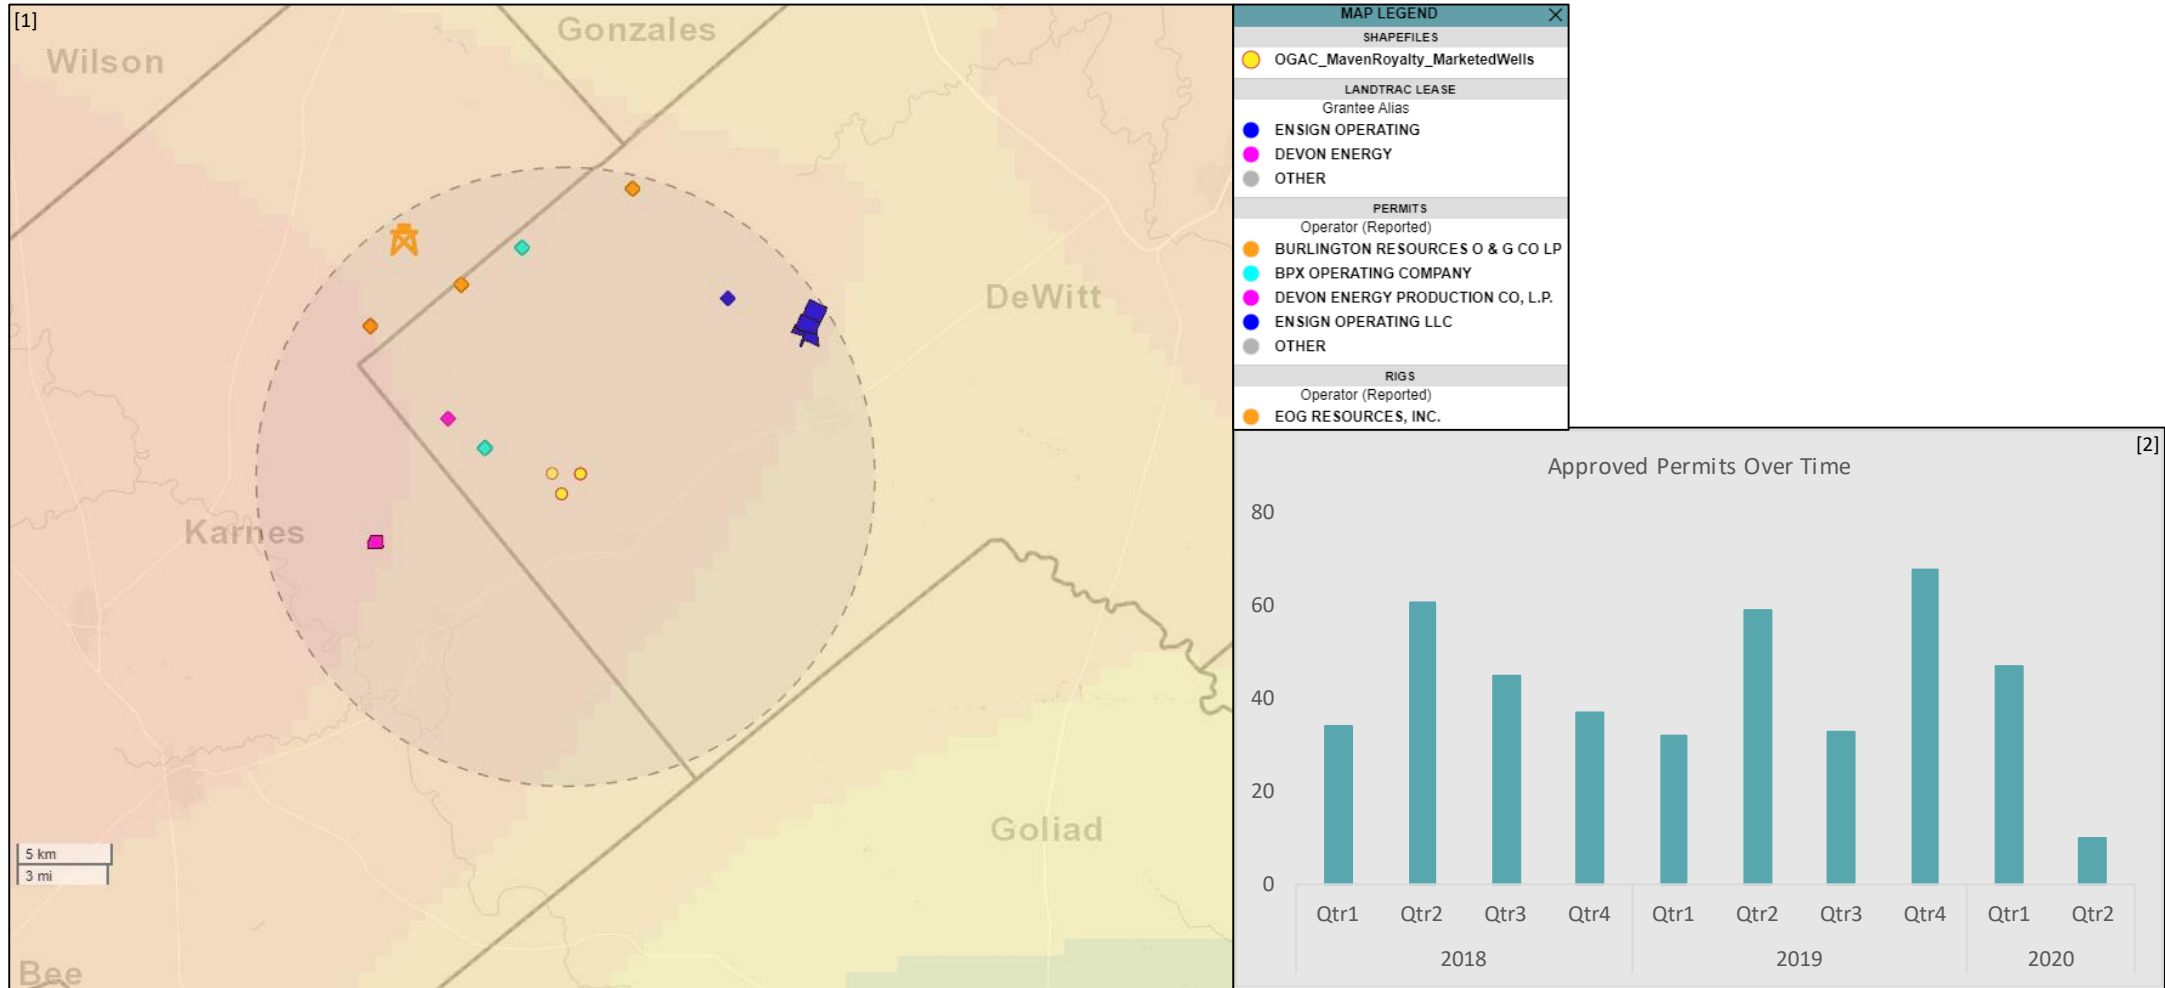 [1]
Wilson
Gonzales
DeWitt
Karnes
Goliad
Bee
5 km
3 mi
MAP LEGEND
SHAPEFILES
OGAC_MavenRoyalty_MarketedWells
LANDTRAC LEASE
Grantee Alias
ENSIGN OPERATING
DEVON ENERGY
OTHER
PERMITS
Operator (Reported)
BURLINGTON RESOURCES O & G CO LP
BPX OPERATING COMPANY
DEVON ENERGY PRODUCTION CO, L.P.
ENSIGN OPERATING LLC
OTHER
RIGS
Operator (Reported)
EOG RESOURCES, INC.
[2]
Approved Permits Over Time
80
60
40
20
0
Qtr1 Qtr2 Qtr3 Qtr4 Qtr1 Qtr2 Qtr3 Qtr4 Qtr1 Qtr2
2018 2019 2020